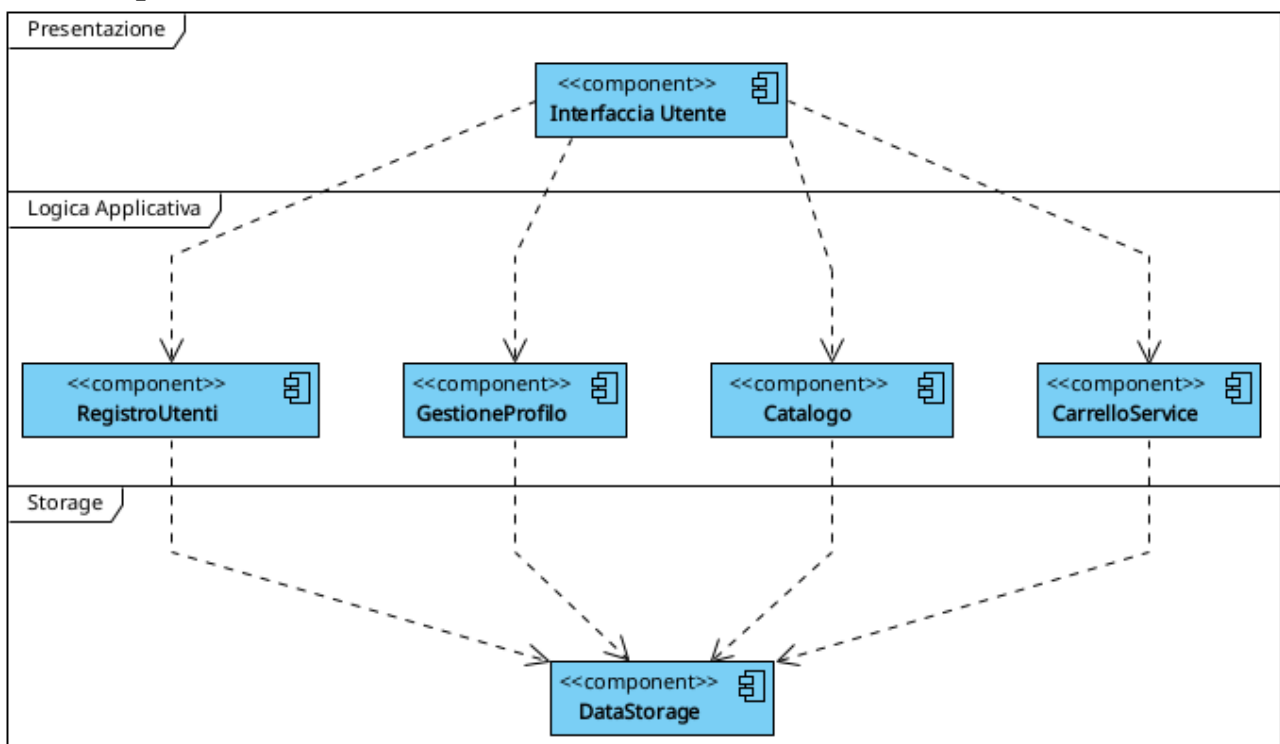 Presentazione
<<component>>
Interfaccia Utente
Logica Applicativa
<<component>>
RegistroUtenti
<<component>>
GestioneProfilo
<<component>>
Catalogo
<<component>>
CarrelloService
Storage
<<component>>
DataStorage